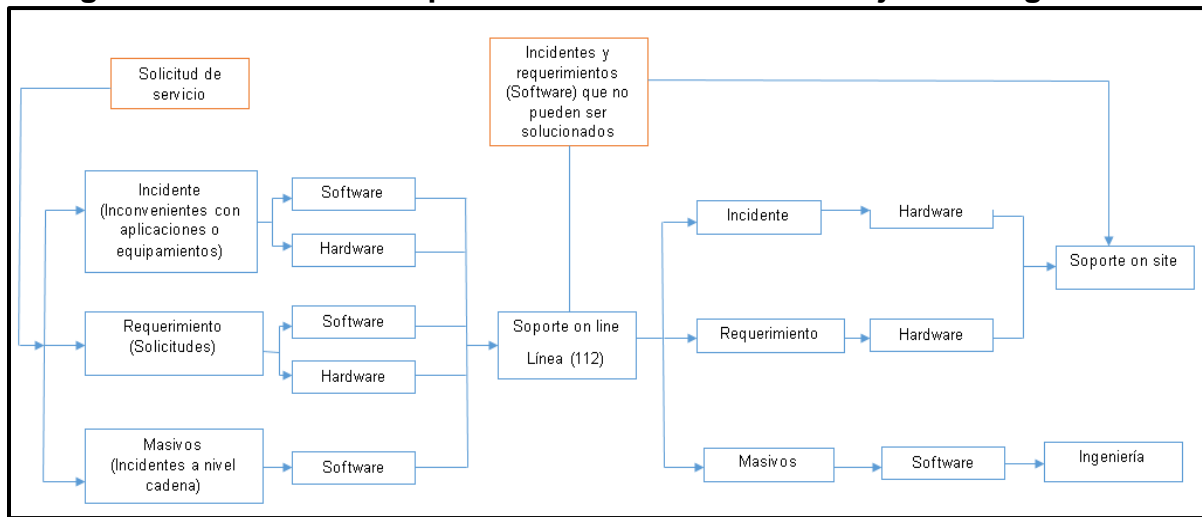 Solicitud de
servicio
Incidentes y
requerimientos
(Software) que no
pueden ser
solucionados
Incidente
(Inconvenientes con
aplicaciones o
equipamientos)
Software
Hardware
Requerimiento
(Solicitudes)
Software
Hardware
Masivos
(Incidentes a nivel
cadena)
Software
Soporte on line
Línea (112)
Incidente
Hardware
Soporte on site
Requerimiento
Hardware
Masivos
Software
Ingeniería